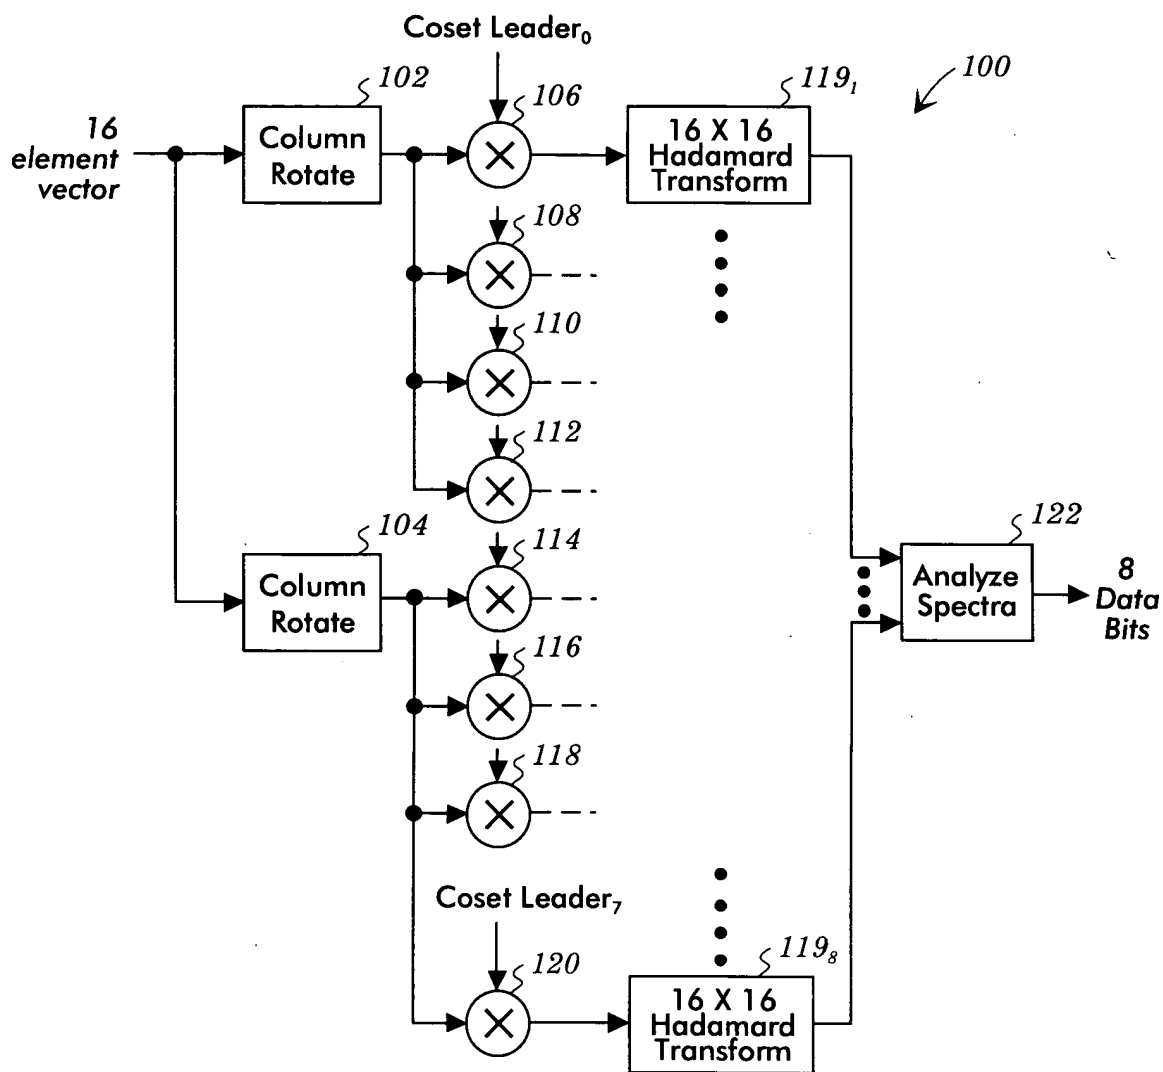 Coset Leader₀
102
106
119₁
100
16
element
vector
Column
Rotate
16 X 16
Hadamard
Transform
108
110
112
104
114
122
Column
Rotate
Analyze
Spectra
8
Data
Bits
116
118
Coset Leader₇
120
119₈
16 X 16
Hadamard
Transform